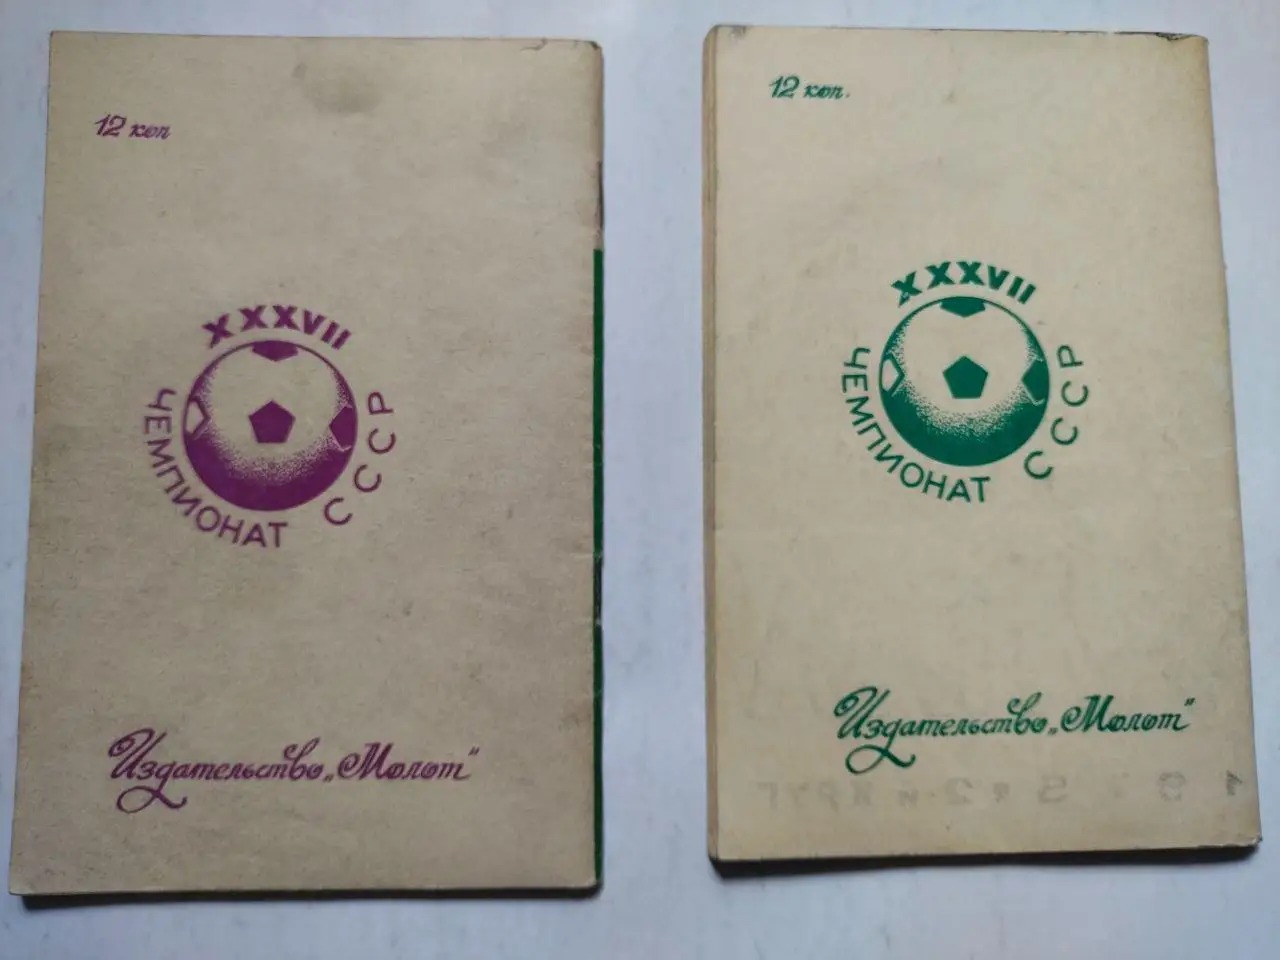 12 коп
XXXVII
ЧЕМПИОНАТ СССР
Издательство „Молот"
12 коп.
XXXVII
ЧЕМПИОНАТ СССР
Издательство „Молот"